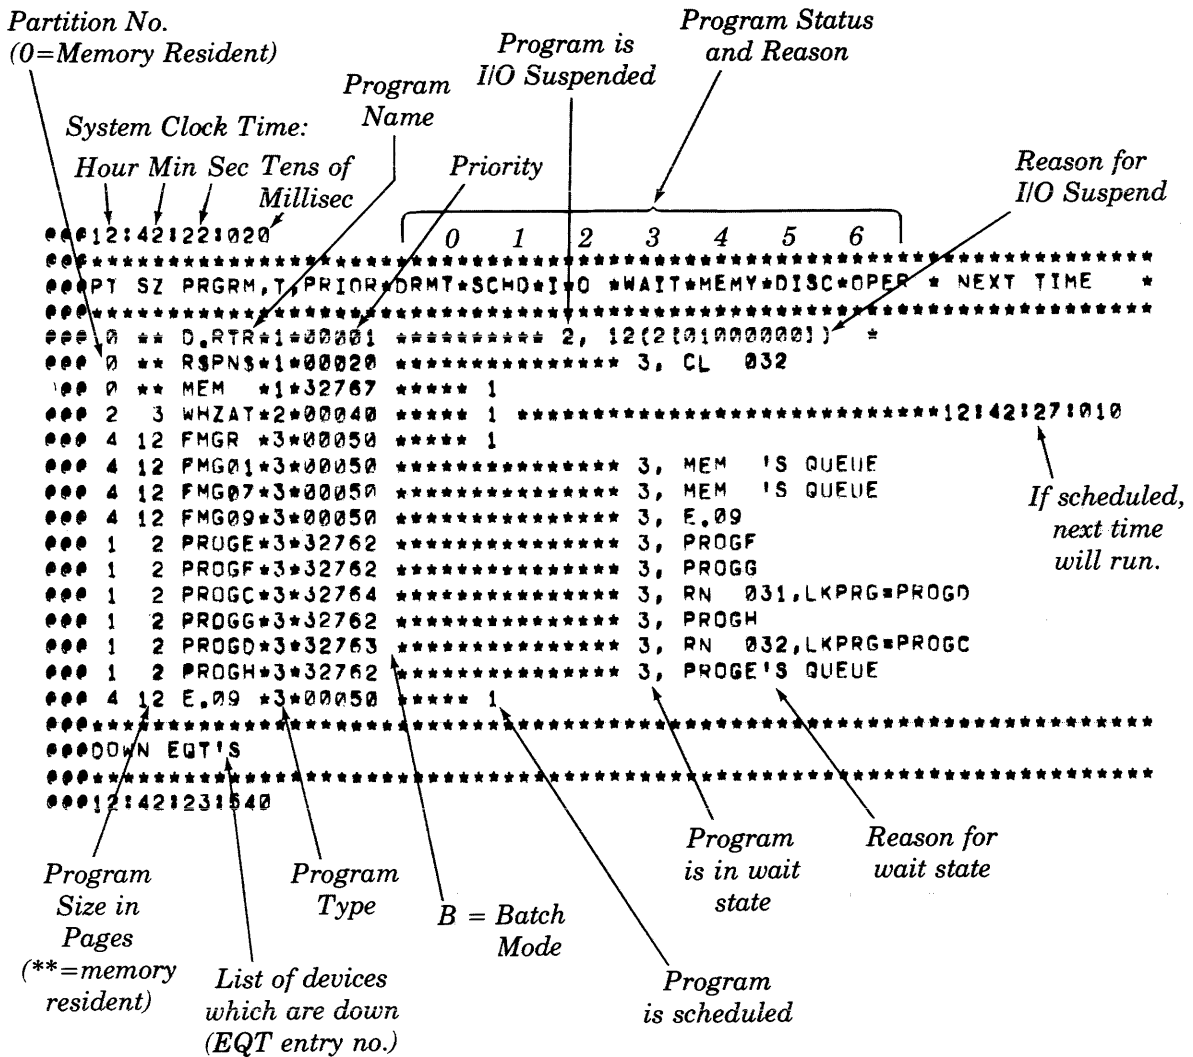 Partition No.
(0=Memory Resident)
Program is
I/O Suspended
Program Status
and Reason
Program
Name
System Clock Time:
Hour Min Sec Tens of
Millisec
Priority
Reason for
I/O Suspend
@@@12:42:22:020
0 1 2 3 4 5 6
@@@**********************************************************************
@@@PT SZ PRGRM,T,PRIOR*DRMT*SCHD*I*O *WAIT*MEMY*DISC*OPER * NEXT TIME *
@@@**********************************************************************
@@@ 0 ** D.RTR*1*00001 ********** 2, 12(2(01000000)) *
@@@ 0 ** R$PN$*1*00020 *************** 3, CL 032
@@@ 0 ** MEM *1*32767 ***** 1
@@@ 2 3 WHZAT*2*00040 ***** 1 ****************************12:42:27:010
@@@ 4 12 FMGR *3*00050 ***** 1
@@@ 4 12 FMG01*3*00050 *************** 3, MEM 'S QUEUE
@@@ 4 12 FMG07*3*00050 *************** 3, MEM 'S QUEUE
@@@ 4 12 FMG09*3*00050 *************** 3, E.09
@@@ 1 2 PROGE*3*32762 *************** 3, PROGF
@@@ 1 2 PROGF*3*32762 *************** 3, PROGG
@@@ 1 2 PROGC*3*32764 *************** 3, RN 031,LKPRG=PROGD
@@@ 1 2 PROGG*3*32762 *************** 3, PROGH
@@@ 1 2 PROGD*3*32763 *************** 3, RN 032,LKPRG=PROGC
@@@ 1 2 PROGH*3*32762 *************** 3, PROGE'S QUEUE
@@@ 4 12 E.09 *3*00050 ***** 1
@@@**********************************************************************
@@@DOWN EQT'S
@@@**********************************************************************
@@@12:42:23:540
If scheduled,
next time
will run.
Program
Size in
Pages
(**=memory
resident)
List of devices
which are down
(EQT entry no.)
Program
Type
B = Batch
Mode
Program
is scheduled
Program
is in wait
state
Reason for
wait state